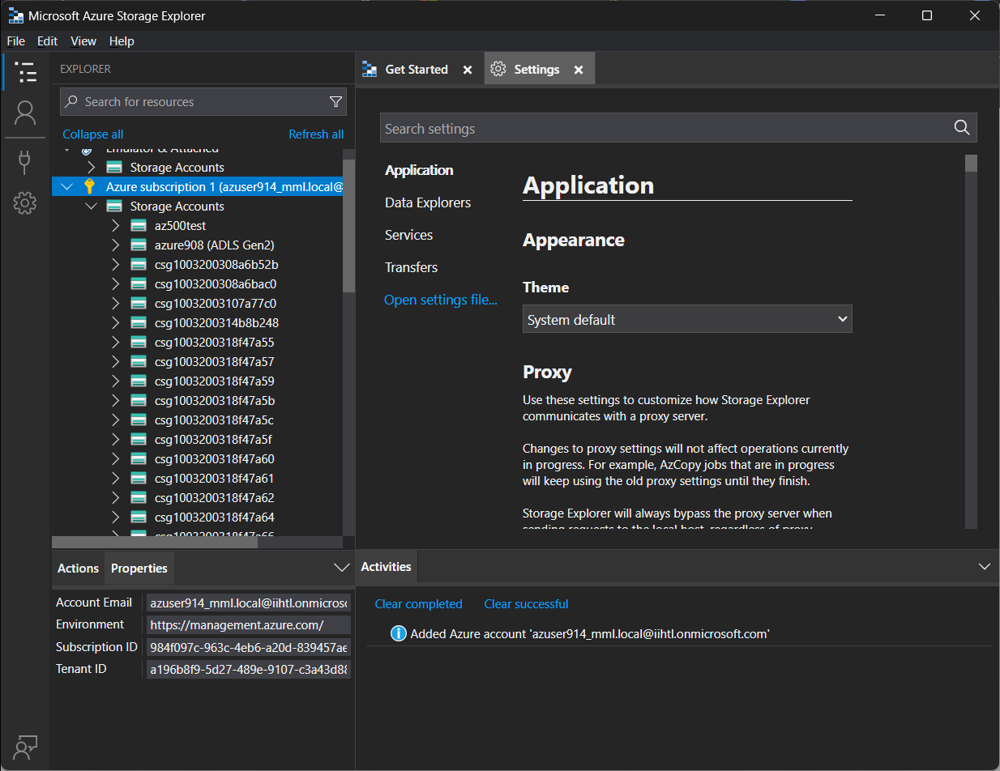 Microsoft Azure Storage Explorer
File Edit View Help
EXPLORER
Search for resources
Collapse all Refresh all
Emulator & Attached
Storage Accounts
Azure subscription 1 (azuser914_mml.local@
Storage Accounts
az500test
azure908 (ADLS Gen2)
csg1003200308a6b52b
csg1003200308a6bac0
csg10032003107a77c0
csg100320031​4b8b248
csg1003200318f47a55
csg1003200318f47a57
csg1003200318f47a59
csg1003200318f47a5b
csg1003200318f47a5c
csg1003200318f47a5f
csg1003200318f47a60
csg1003200318f47a61
csg1003200318f47a62
csg1003200318f47a64
csg1003200318f47a66
Actions Properties
Account Email azuser914_mml.local@iihtl.onmicrosc
Environment https://management.azure.com/
Subscription ID 984f097c-963c-4eb6-a20d-839457ae
Tenant ID a196b8f9-5d27-489e-9107-c3a43d88
Get Started Settings
Search settings
Application
Data Explorers
Services
Transfers
Open settings file...
Application
Appearance
Theme
System default
Proxy
Use these settings to customize how Storage Explorer
communicates with a proxy server.
Changes to proxy settings will not affect operations currently
in progress. For example, AzCopy jobs that are in progress
will keep using the old proxy settings until they finish.
Storage Explorer will always bypass the proxy server when
sending requests to the local host, regardless of proxy
Activities
Clear completed Clear successful
Added Azure account 'azuser914_mml.local@iihtl.onmicrosoft.com'